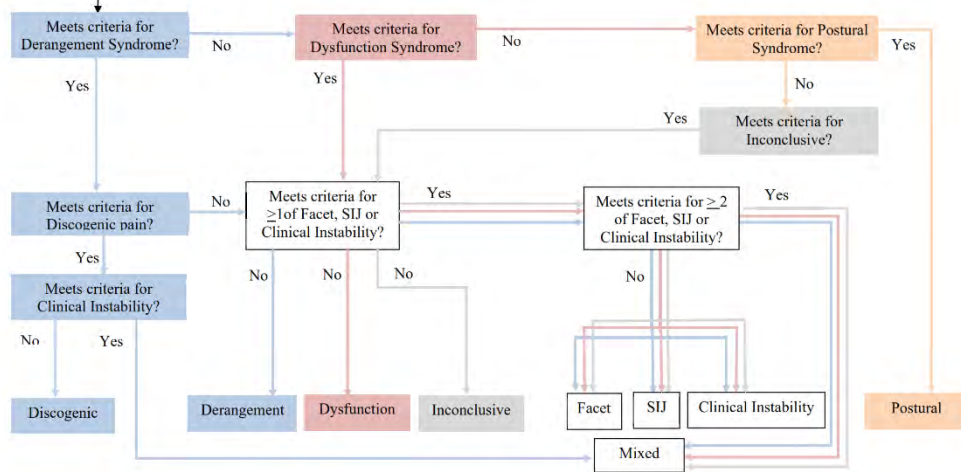 Meets criteria for
Derangement Syndrome?
No
Meets criteria for
Dysfunction Syndrome?
No
Meets criteria for Postural
Syndrome?
Yes
Yes
Yes
No
Yes
Meets criteria for
Inconclusive?
Meets criteria for
Discogenic pain?
No
Meets criteria for
≥1of Facet, SIJ or
Clinical Instability?
Yes
Meets criteria for ≥ 2
of Facet, SIJ or
Clinical Instability?
Yes
Yes
No
No
No
No
Meets criteria for
Clinical Instability?
No
Yes
Discogenic
Derangement
Dysfunction
Inconclusive
Facet
SIJ
Clinical Instability
Postural
Mixed